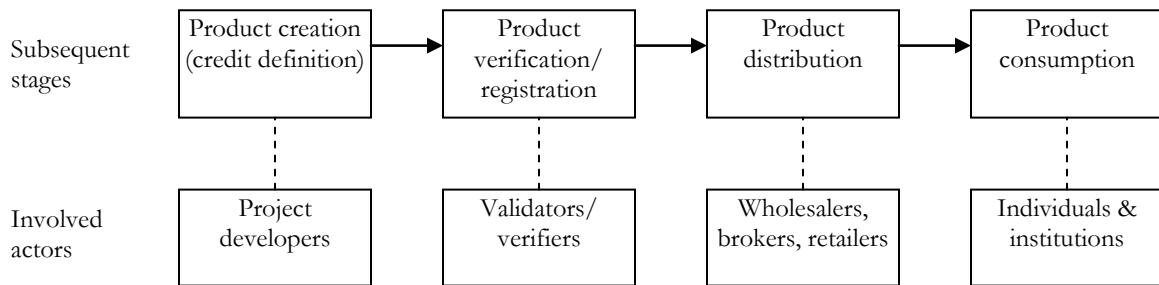 Subsequent
stages
Product creation
(credit definition)
Product
verification/
registration
Product
distribution
Product
consumption
Involved
actors
Project
developers
Validators/
verifiers
Wholesalers,
brokers, retailers
Individuals &
institutions